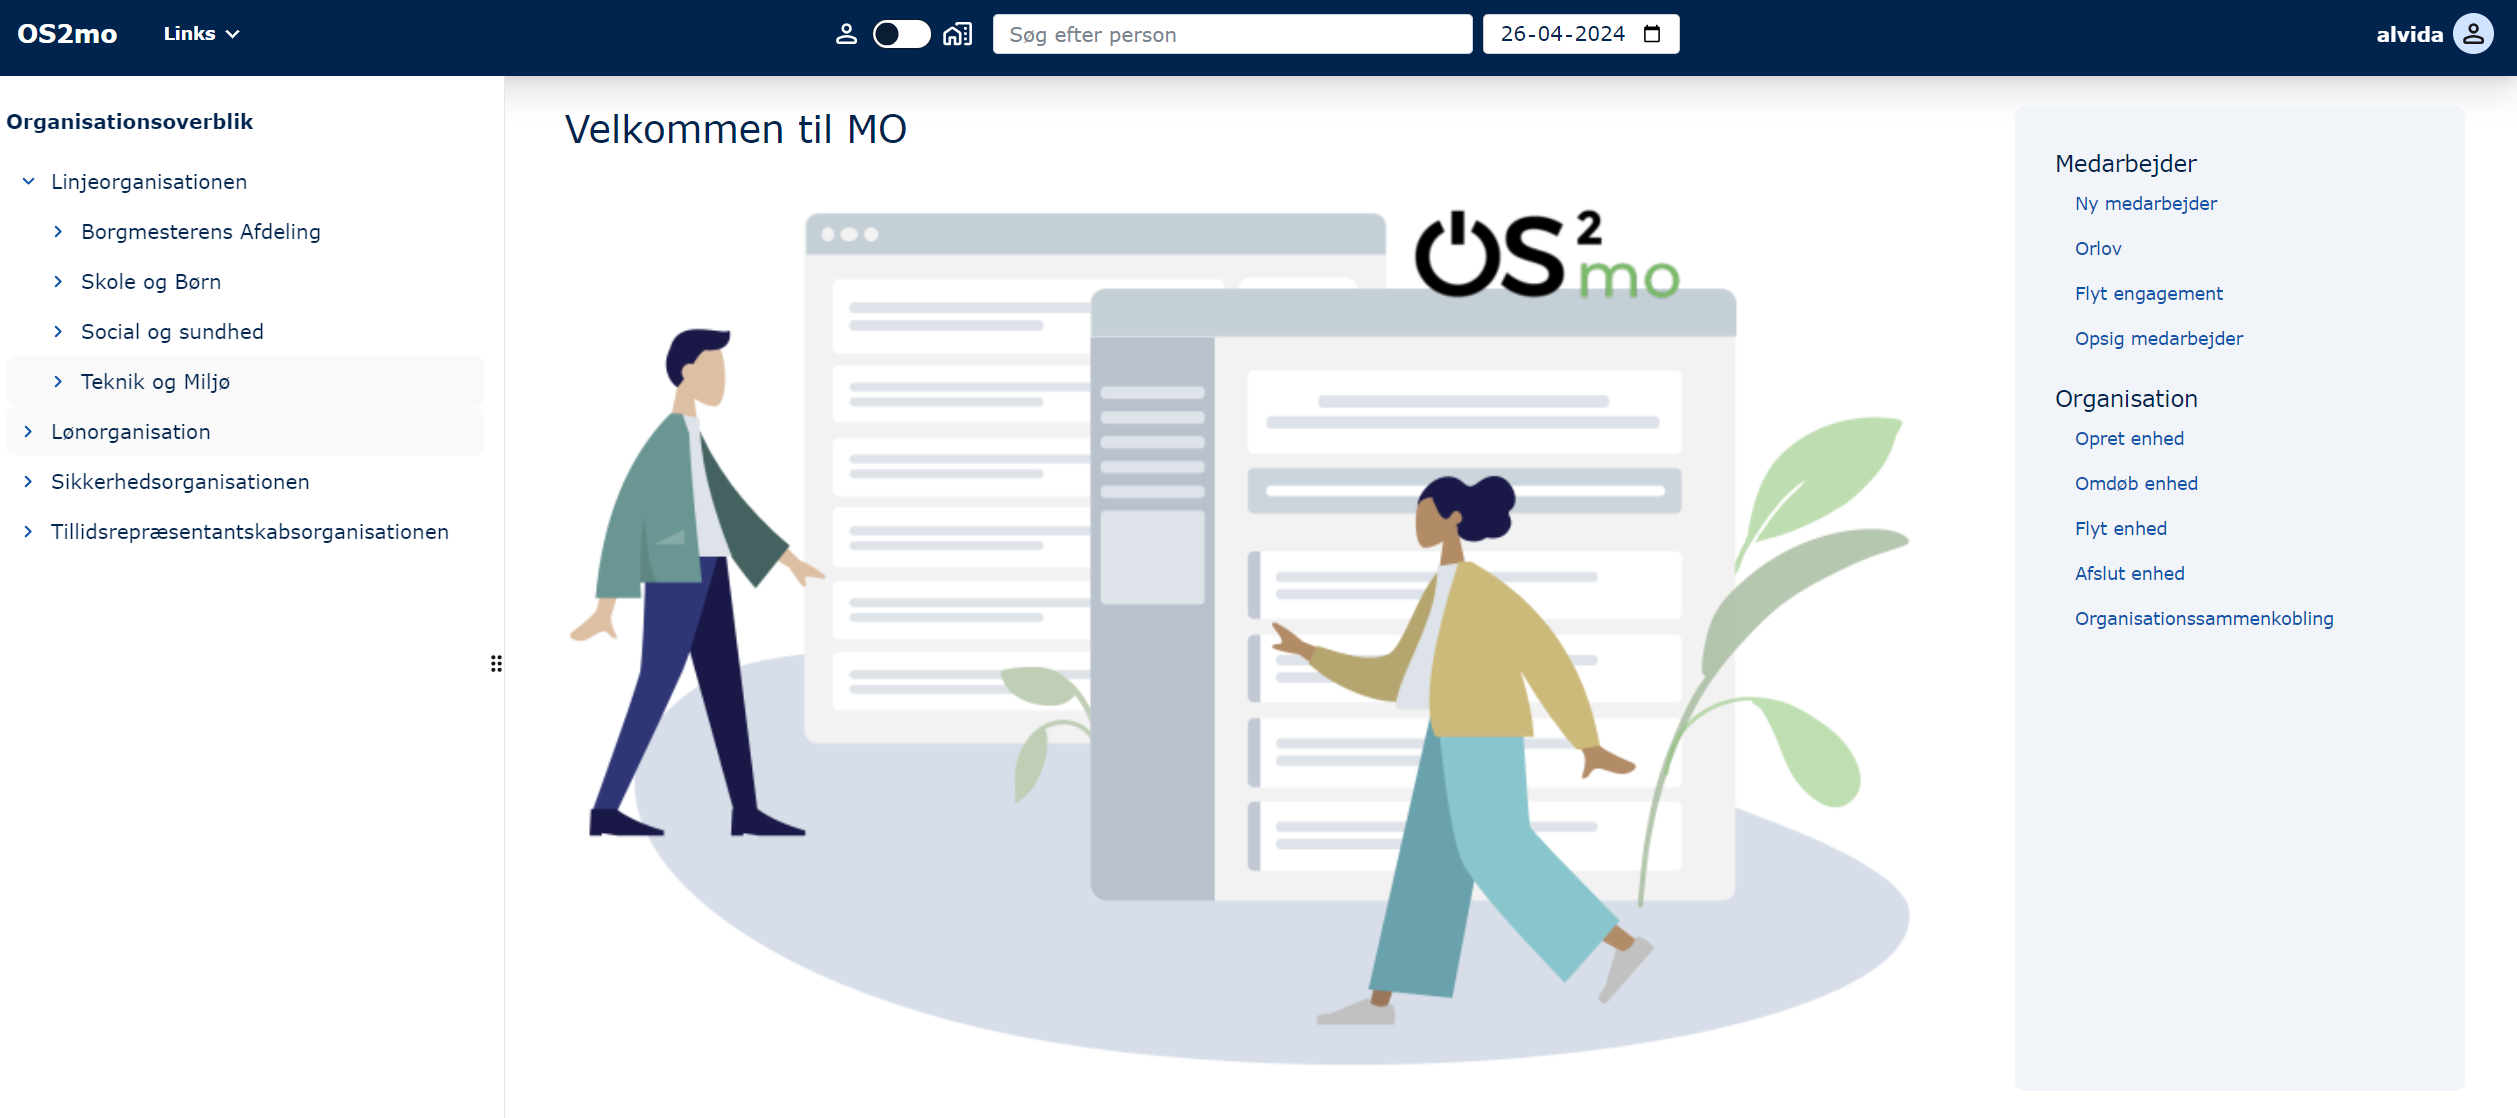 OS2mo
Links
Søg efter person
26-04-2024
alvida
Organisationsoverblik
Linjeorganisationen
Borgmesterens Afdeling
Skole og Børn
Social og sundhed
Teknik og Miljø
Lønorganisation
Sikkerhedsorganisationen
Tillidsrepræsentantskabsorganisationen
Velkommen til MO
OS2
mo
Medarbejder
Ny medarbejder
Orlov
Flyt engagement
Opsig medarbejder
Organisation
Opret enhed
Omdøb enhed
Flyt enhed
Afslut enhed
Organisationssammenkobling